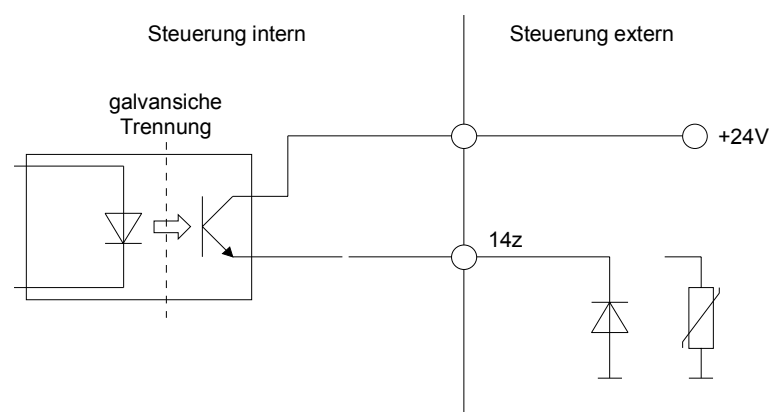 Steuerung intern
Steuerung extern
galvansiche
Trennung
+24V
14z